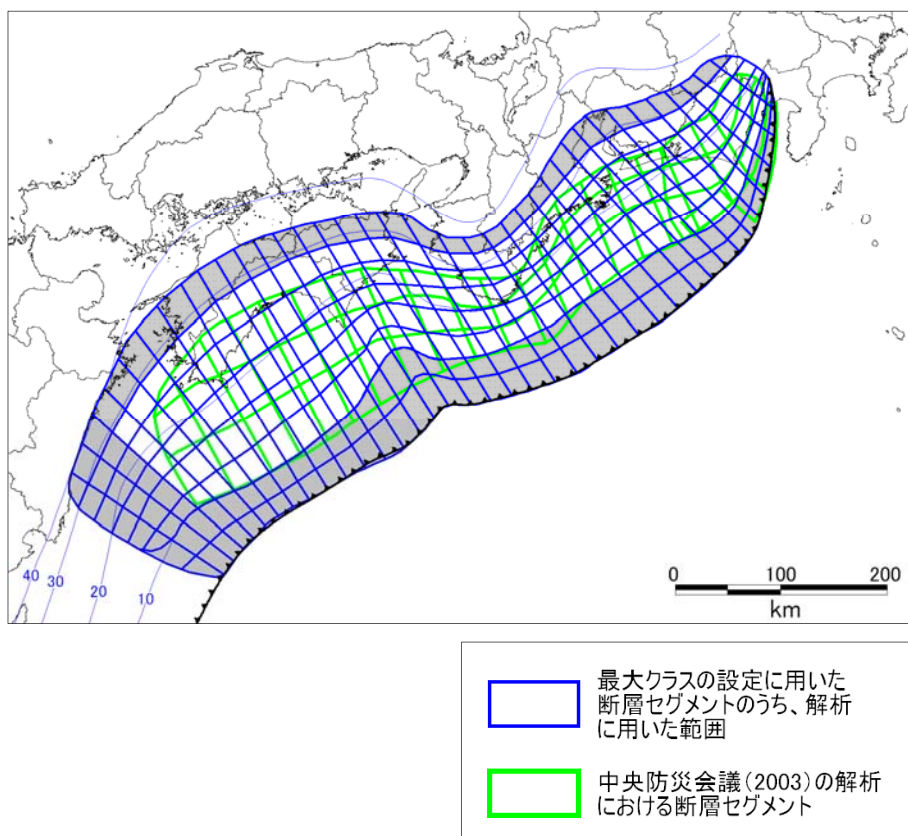 40
30
20
10
0 100 200
km
最大クラスの設定に用いた
断層セグメントのうち、解析
に用いた範囲
中央防災会議(2003)の解析
における断層セグメント